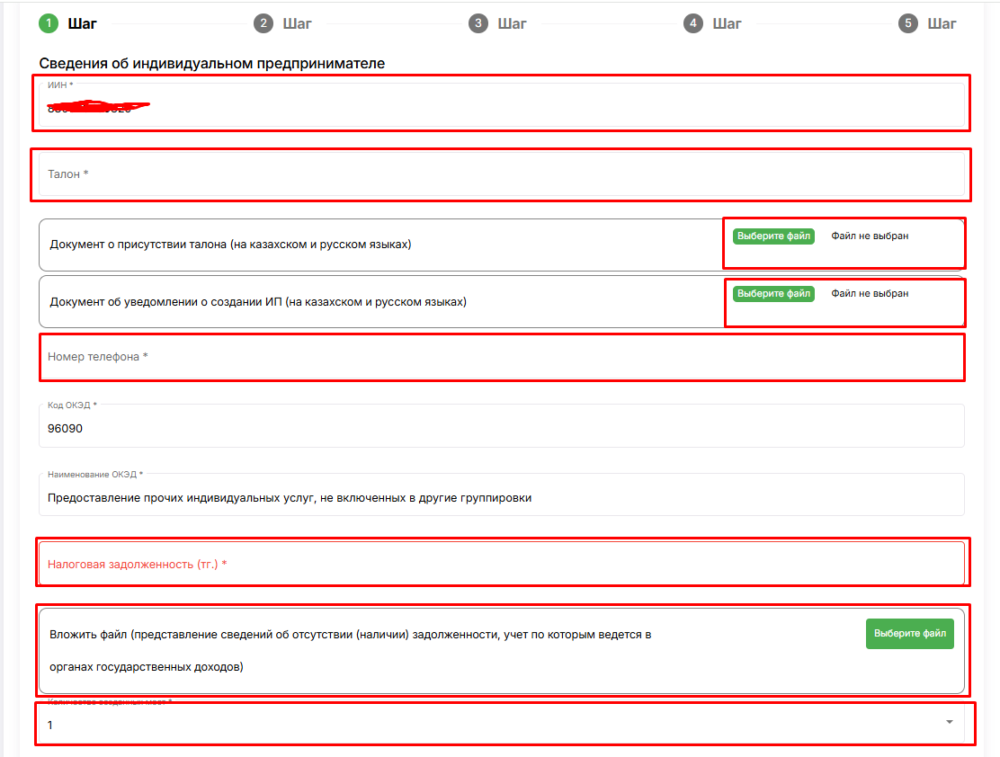 1 Шаг 2 Шаг 3 Шаг 4 Шаг 5 Шаг
Сведения об индивидуальном предпринимателе
ИИН *
Талон *
Документ о присутствии талона (на казахском и русском языках) Выберите файл Файл не выбран
Документ об уведомлении о создании ИП (на казахском и русском языках) Выберите файл Файл не выбран
Номер телефона *
Код ОКЭД *
96090
Наименование ОКЭД *
Предоставление прочих индивидуальных услуг, не включенных в другие группировки
Налоговая задолженность (тг.) *
Вложить файл (представление сведений об отсутствии (наличии) задолженности, учет по которым ведется в Выберите файл
органах государственных доходов)
Количество мест *
1